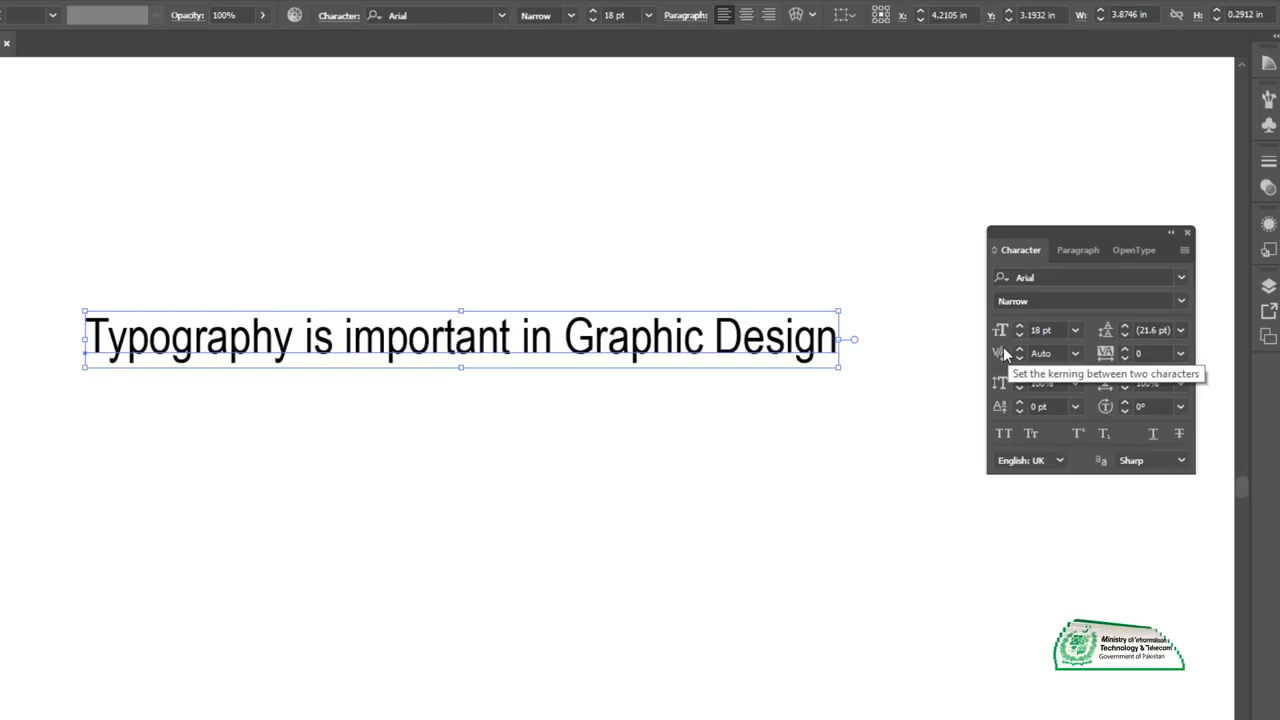 Opacity: 100% Character: Arial Narrow 18 pt Paragraph: X: 4.2105 in Y: 3.1932 in W: 3.8746 in H: 0.2912 in
Typography is important in Graphic Design
Character Paragraph OpenType
Arial
Narrow
18 pt (21.6 pt)
Auto 0
Set the kerning between two characters
100% 100%
0 pt 0°
English: UK Sharp
Ministry of Information
Technology & Telecom
Government of Pakistan